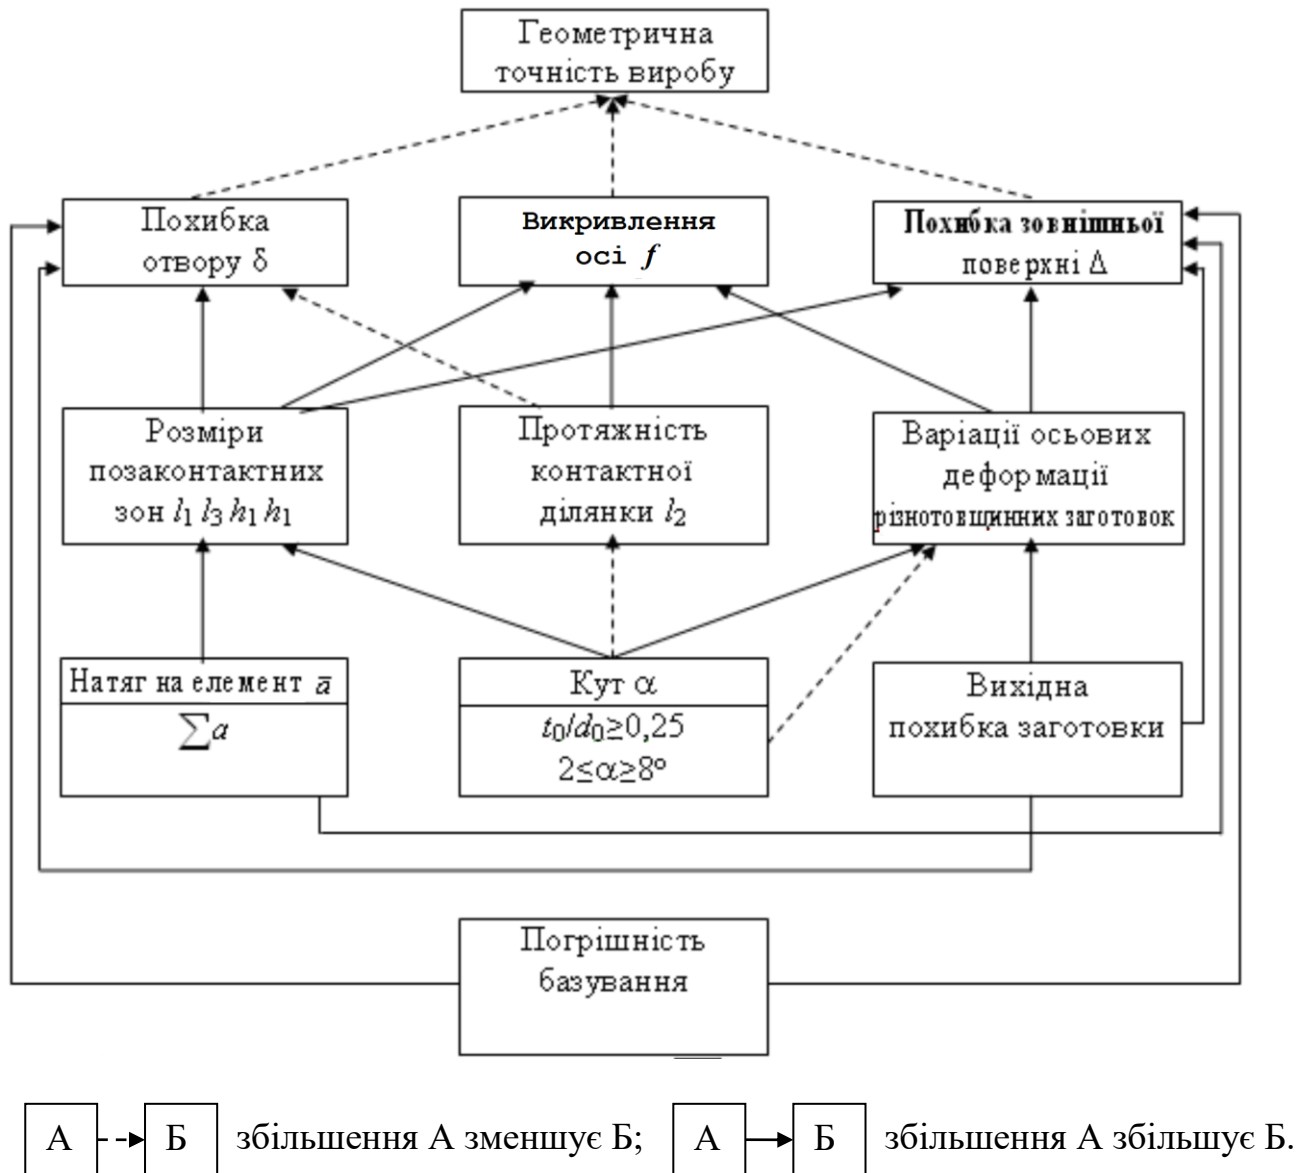 Геометрична
точність виробу
Похибка
отвору δ
Викривлення
осі f
Похибка зовнішньої
поверхні Δ
Розміри
позаконтактних
зон l₁ l₃ h₁ h₁
Протяжність
контактної
ділянки l₂
Варіації осьових
деформації
різнотовщинних заготовок
Натяг на елемент a̅
∑a
Кут α
t₀/d₀≥0,25
2≤α≥8°
Вихідна
похибка заготовки
Погрішність
базування
А Б збільшення А зменшує Б; А Б збільшення А збільшує Б.